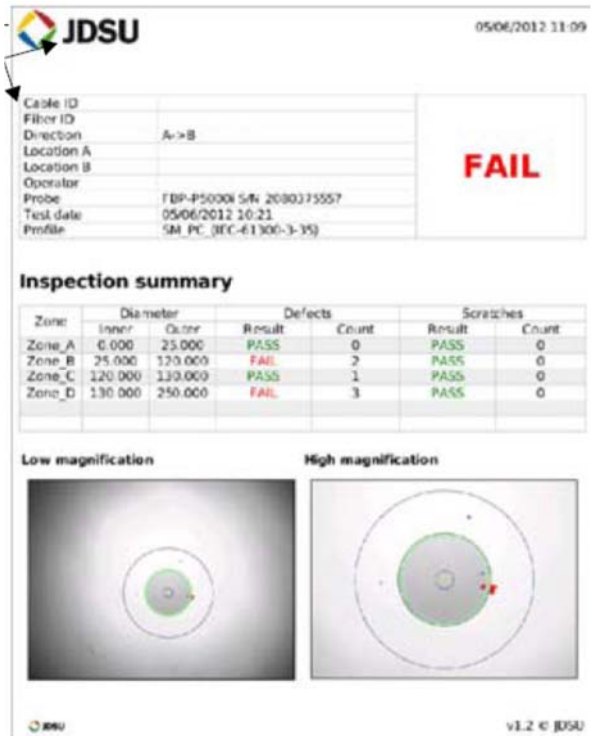 JDSU
05/06/2012 11:09
Cable ID
Fiber ID
Direction A->B
Location A
Location B
Operator
Probe FBP-P5000i S/N 2080375557
Test date 05/06/2012 10:21
Profile SM_PC_(IEC-61300-3-35)
FAIL
Inspection summary
Zone Diameter Defects Scratches
Inner Outer Result Count Result Count
Zone_A 0.000 25.000 PASS 0 PASS 0
Zone_B 25.000 120.000 FAIL 2 PASS 0
Zone_C 120.000 130.000 PASS 1 PASS 0
Zone_D 130.000 250.000 FAIL 3 PASS 0
Low magnification High magnification
JDSU v1.2 © JDSU